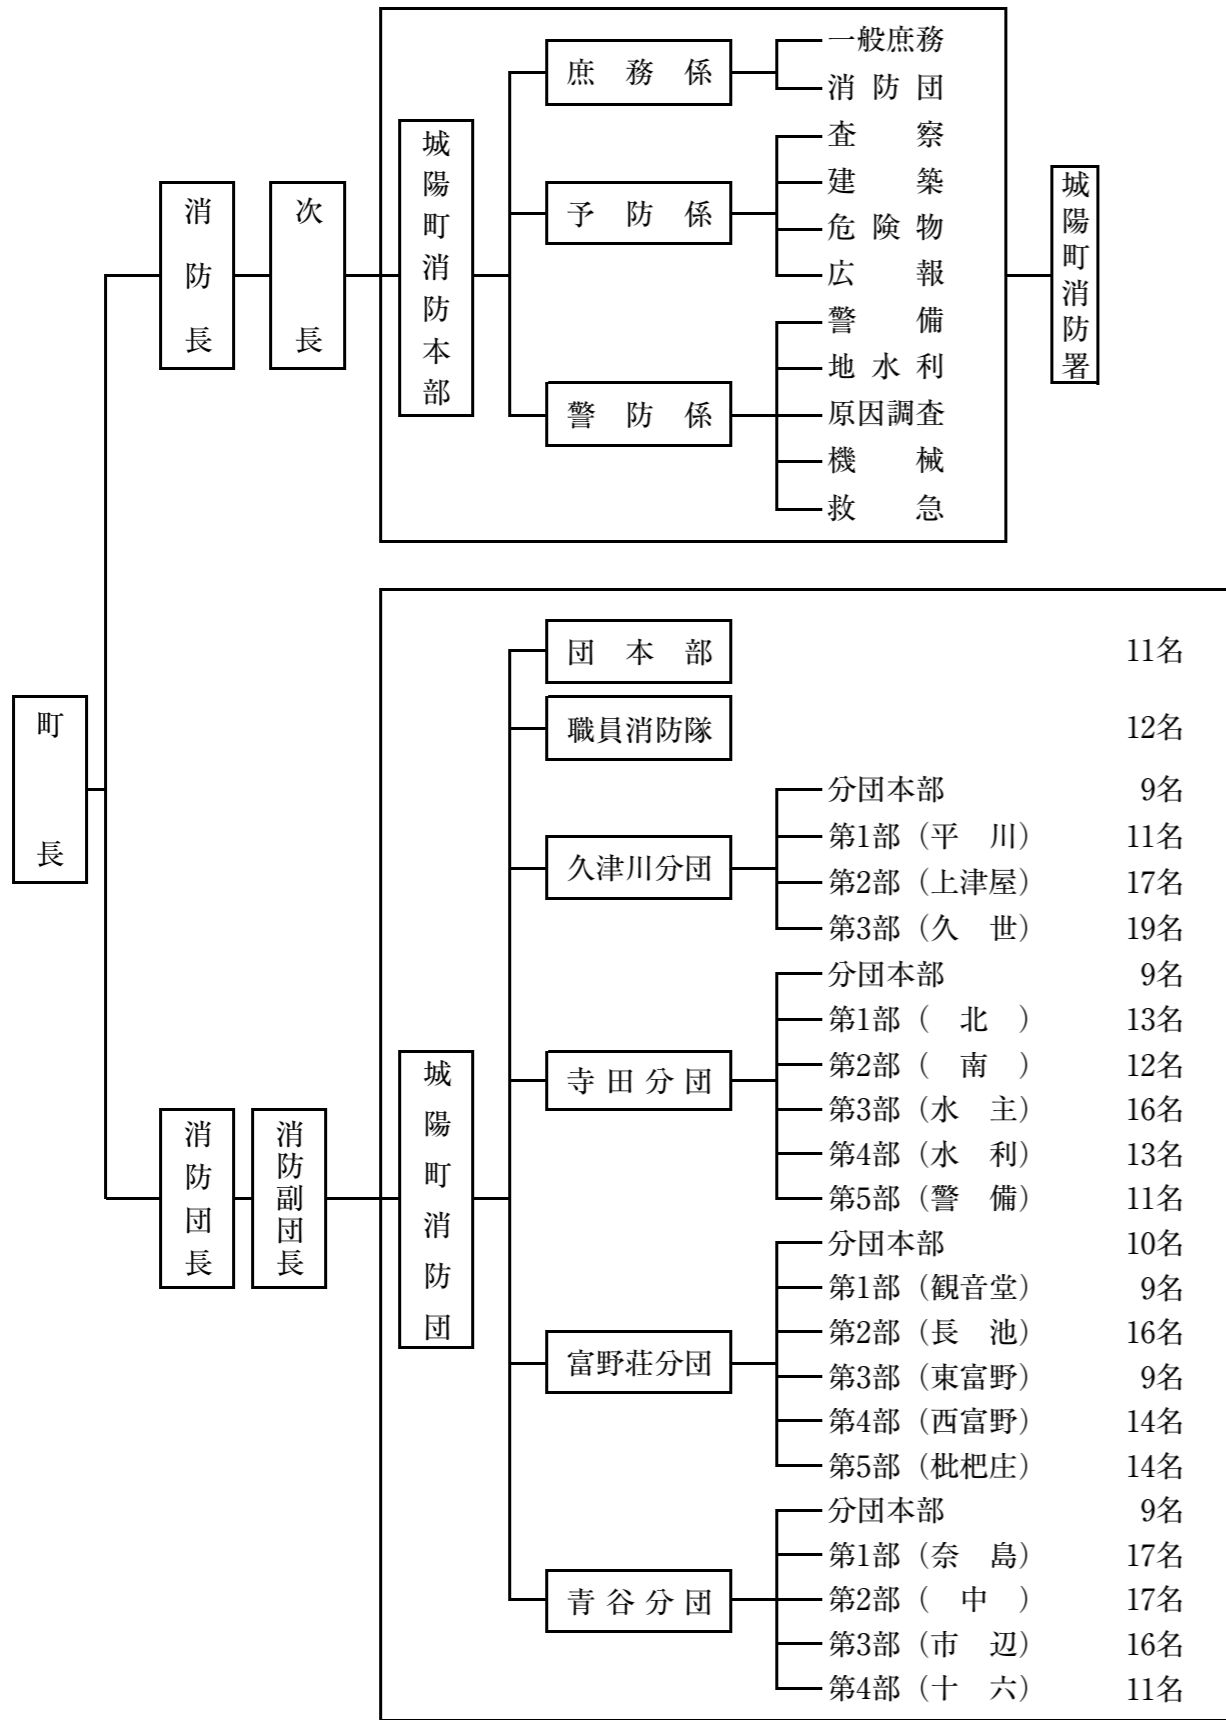 町長
消防長
次長
城陽町消防本部
庶務係
一般庶務
消防団
予防係
査察
建築
危険物
広報
警防係
警備
地水利
原因調査
機械
救急
城陽町消防署
消防団長
消防副団長
城陽町消防団
団本部 11名
職員消防隊 12名
久津川分団
分団本部 9名
第1部（平　川） 11名
第2部（上津屋） 17名
第3部（久　世） 19名
寺田分団
分団本部 9名
第1部（　北　） 13名
第2部（　南　） 12名
第3部（水　主） 16名
第4部（水　利） 13名
第5部（警　備） 11名
富野荘分団
分団本部 10名
第1部（観音堂） 9名
第2部（長　池） 16名
第3部（東富野） 9名
第4部（西富野） 14名
第5部（枇杷庄） 14名
青谷分団
分団本部 9名
第1部（奈　島） 17名
第2部（　中　） 17名
第3部（市　辺） 16名
第4部（十　六） 11名